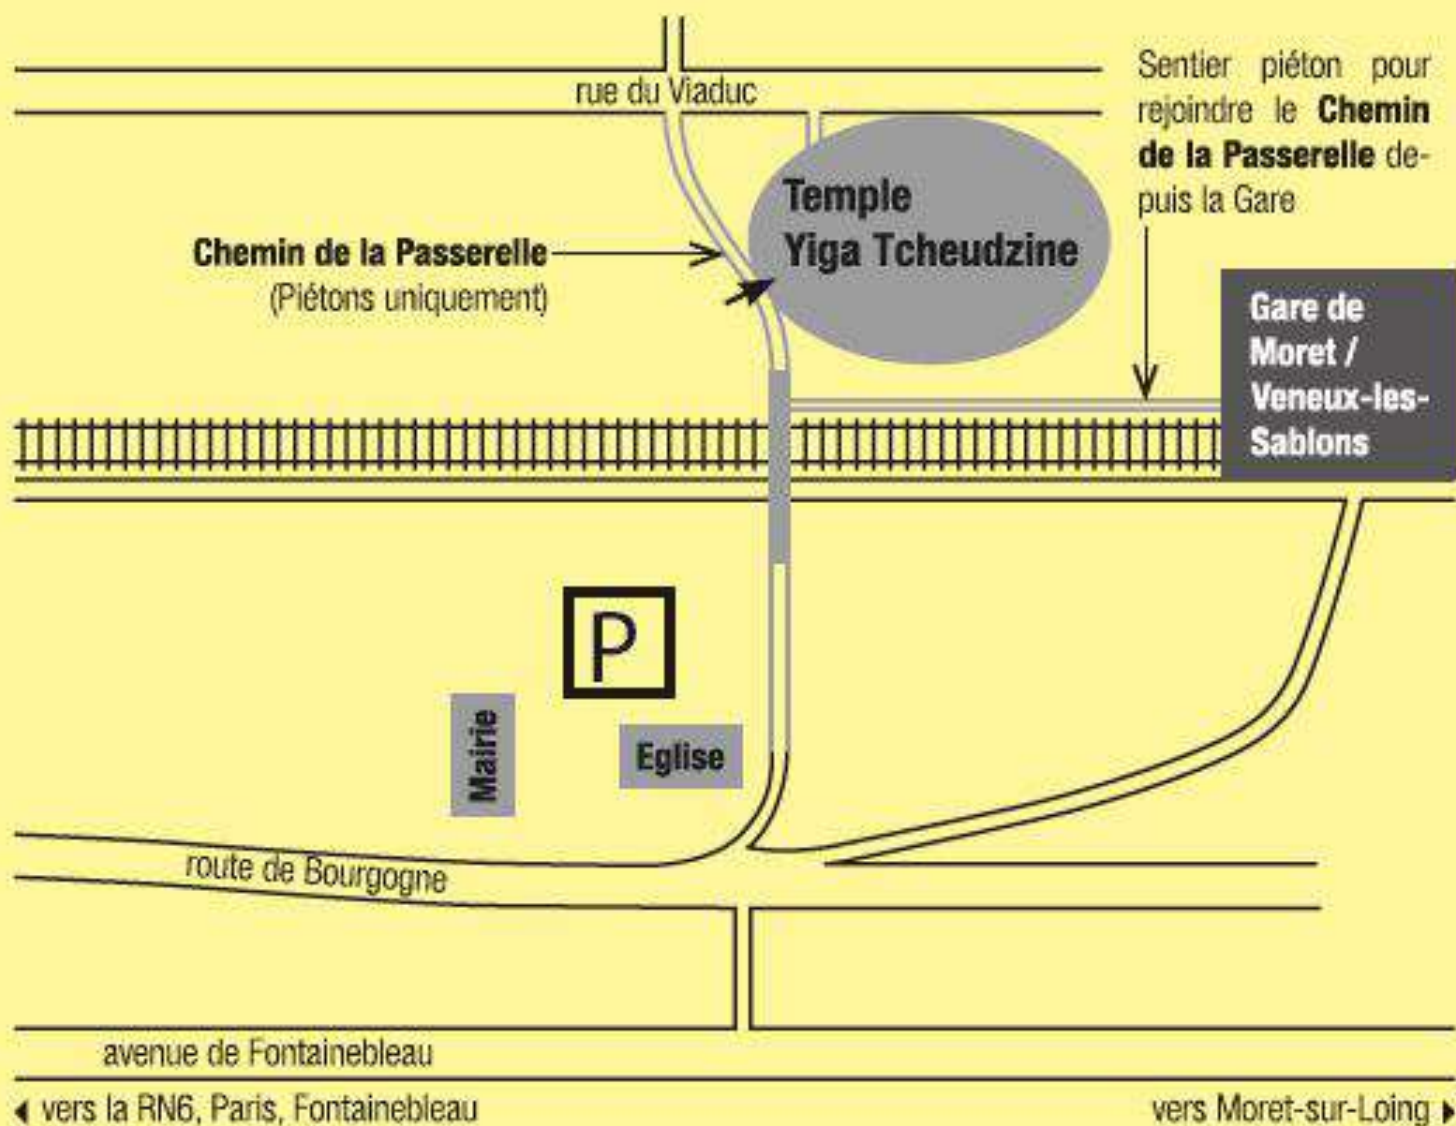 rue du Viaduc
Sentier piéton pour
rejoindre le Chemin
de la Passerelle de-
puis la Gare
Temple
Yiga Tcheudzine
Chemin de la Passerelle
(Piétons uniquement)
Gare de
Moret /
Veneux-les-
Sablons
P
Mairie
Eglise
route de Bourgogne
avenue de Fontainebleau
vers la RN6, Paris, Fontainebleau
vers Moret-sur-Loing